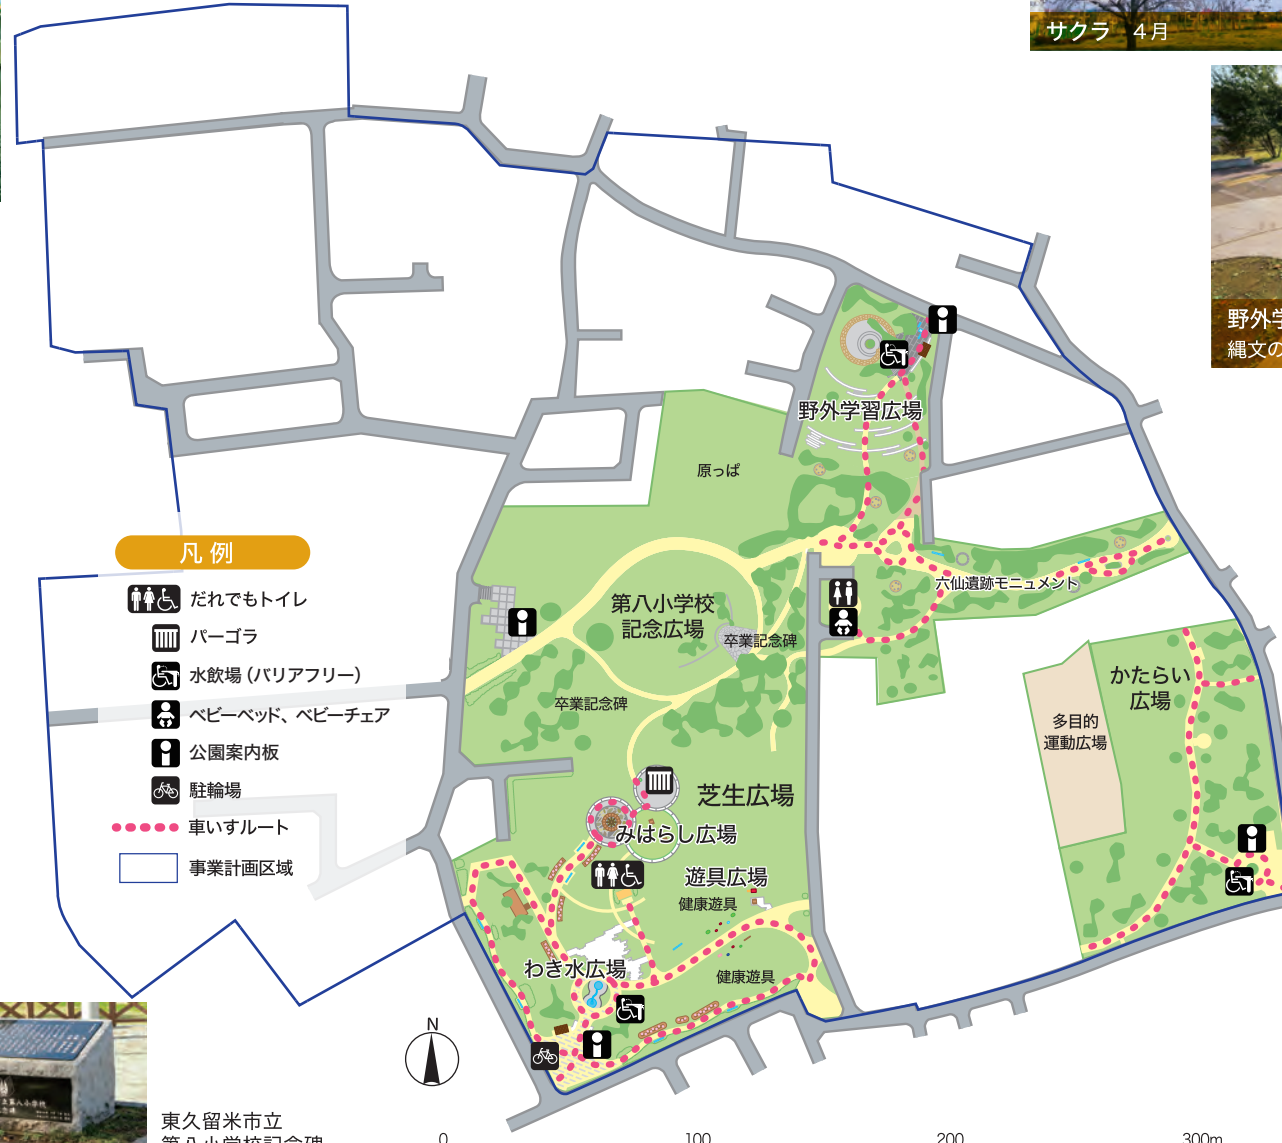 サクラ 4月
野外学
縄文の
野外学習広場
原っぱ
凡例
だれでもトイレ
パーゴラ
水飲場（バリアフリー）
ベビーベッド、ベビーチェア
公園案内板
駐輪場
車いすルート
事業計画区域
六仙遺跡モニュメント
第八小学校
記念広場
卒業記念碑
卒業記念碑
かたらい
広場
多目的
運動広場
芝生広場
みはらし広場
遊具広場
健康遊具
わき水広場
健康遊具
N
東久留米市立
第八小学校記念碑
0 100 200 300m